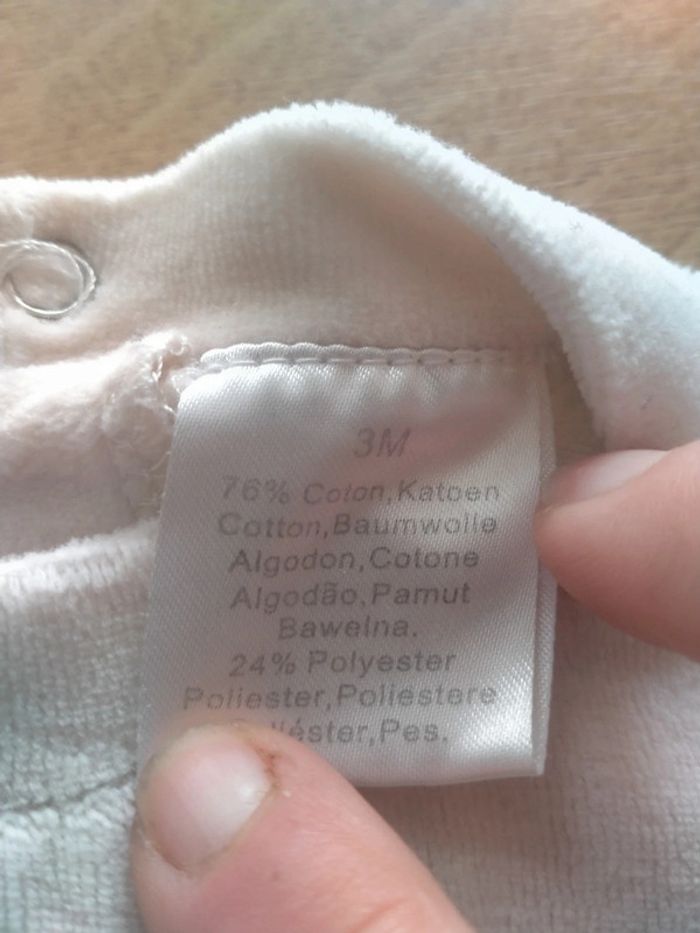 3M
76% Coton,Katoen
Cotton,Baumwolle
Algodon,Cotone
Algodão,Pamut
Bawelna.
24% Polyester
Poliester,Poliestere
Pes.